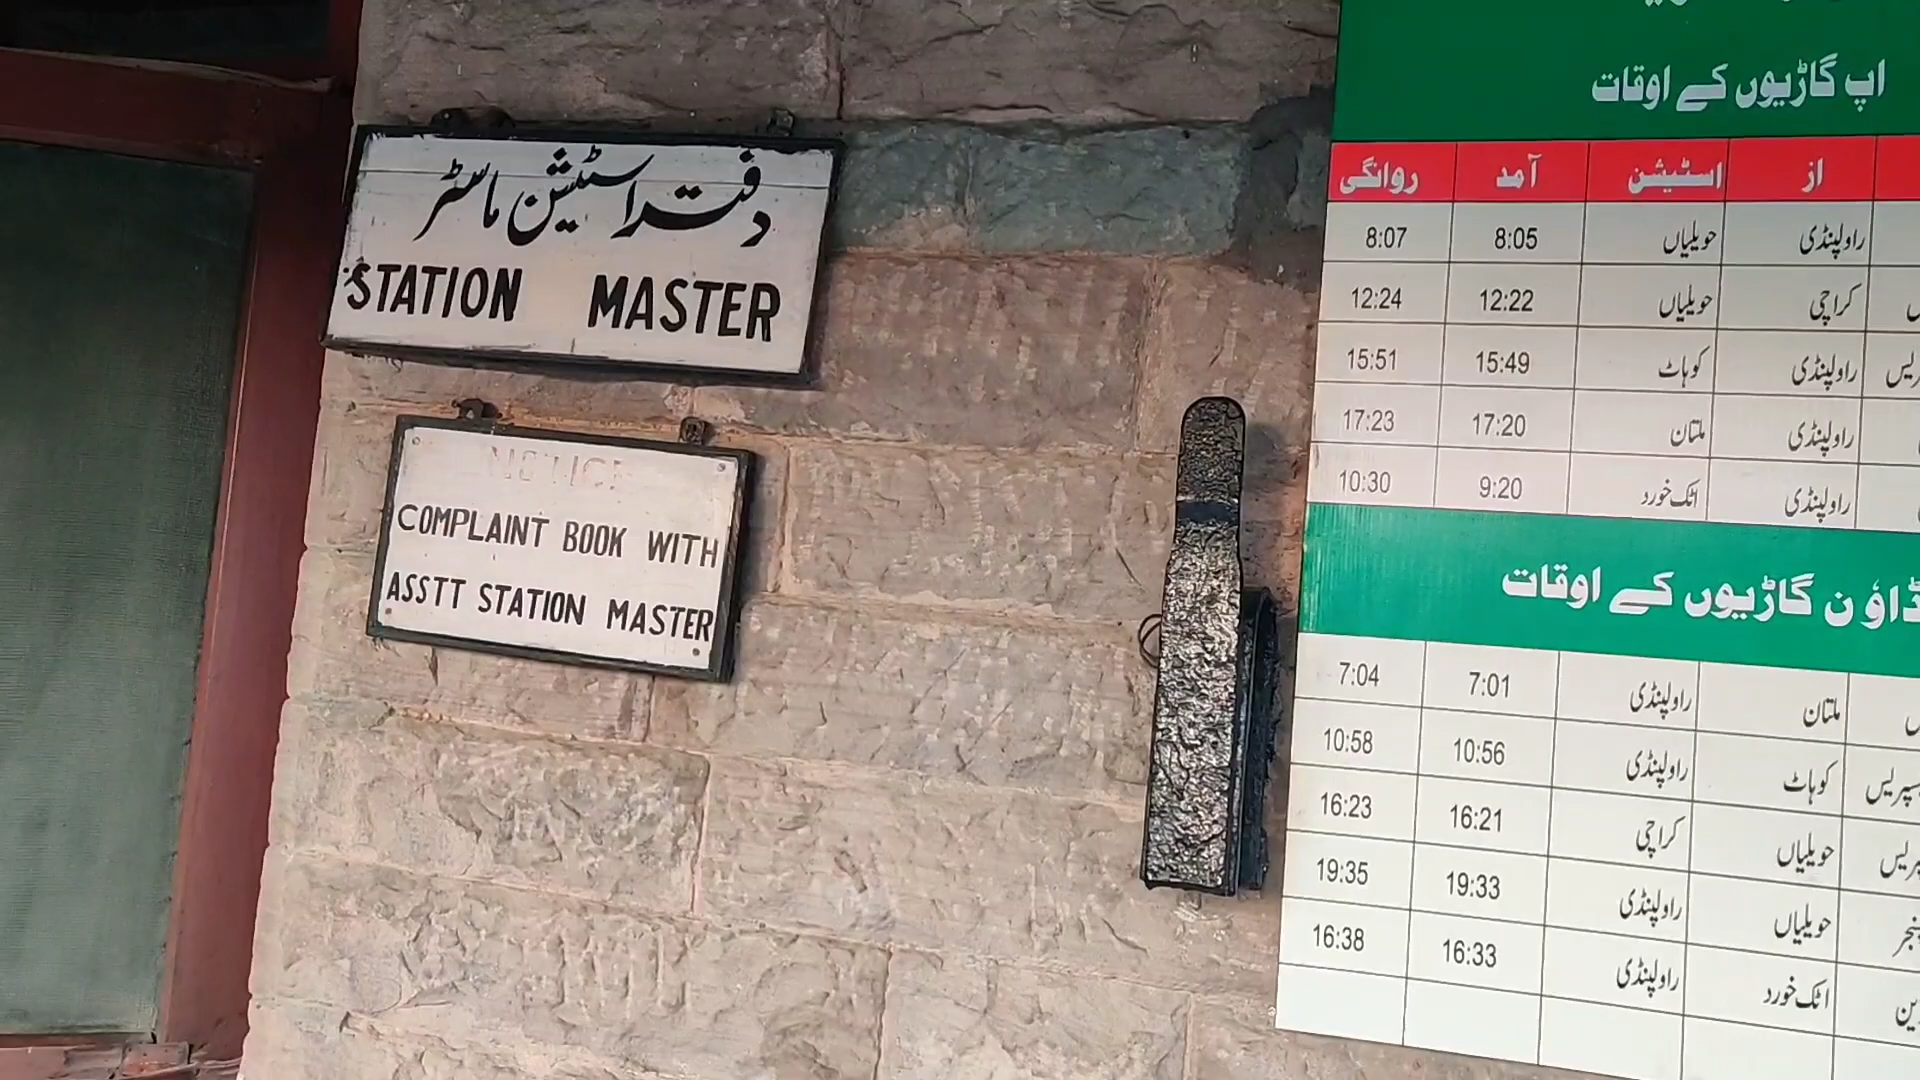 دفتر اسٹیشن ماسٹر
STATION MASTER
NOTICE
COMPLAINT BOOK WITH
ASSTT STATION MASTER
اپ گاڑیوں کے اوقات
از اسٹیشن آمد روانگی
راولپنڈی حویلیاں 8:05 8:07
کراچی حویلیاں 12:22 12:24
راولپنڈی کوہاٹ 15:49 15:51
راولپنڈی ملتان 17:20 17:23
راولپنڈی اٹک خورد 9:20 10:30
ڈاؤن گاڑیوں کے اوقات
ملتان راولپنڈی 7:01 7:04
کوہاٹ راولپنڈی 10:56 10:58
حویلیاں کراچی 16:21 16:23
حویلیاں راولپنڈی 19:33 19:35
اٹک خورد راولپنڈی 16:33 16:38